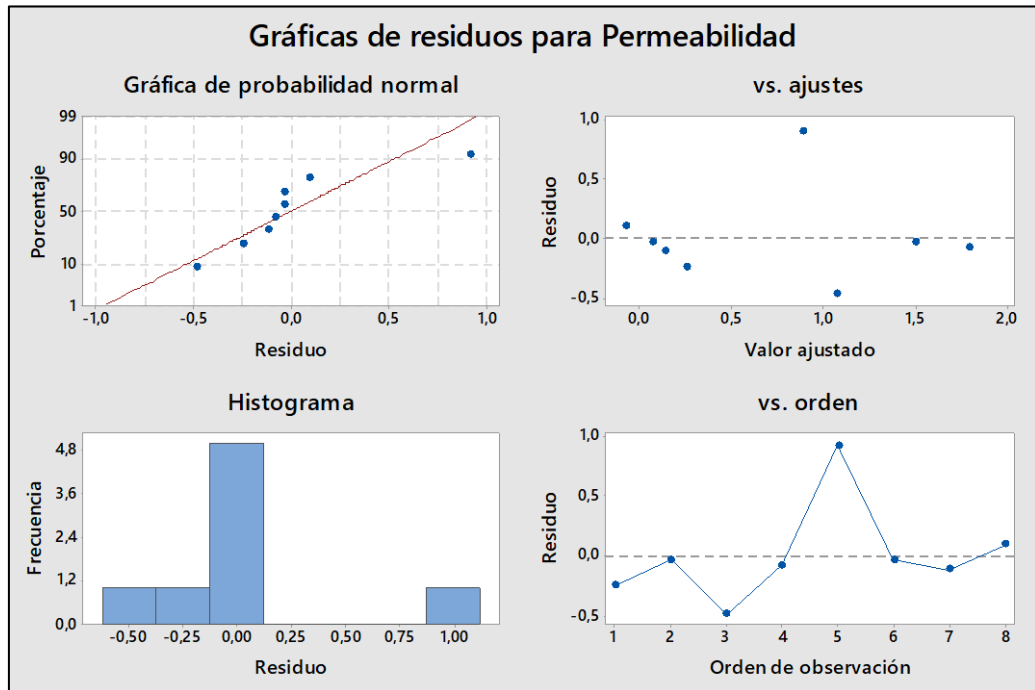 Gráficas de residuos para Permeabilidad
Gráfica de probabilidad normal
99
90
50
10
1
Porcentaje
-1,0 -0,5 0,0 0,5 1,0
Residuo
vs. ajustes
1,0
0,5
0,0
-0,5
Residuo
0,0 0,5 1,0 1,5 2,0
Valor ajustado
Histograma
4,8
3,6
2,4
1,2
0,0
Frecuencia
-0,50 -0,25 0,00 0,25 0,50 0,75 1,00
Residuo
vs. orden
1,0
0,5
0,0
-0,5
Residuo
1 2 3 4 5 6 7 8
Orden de observación